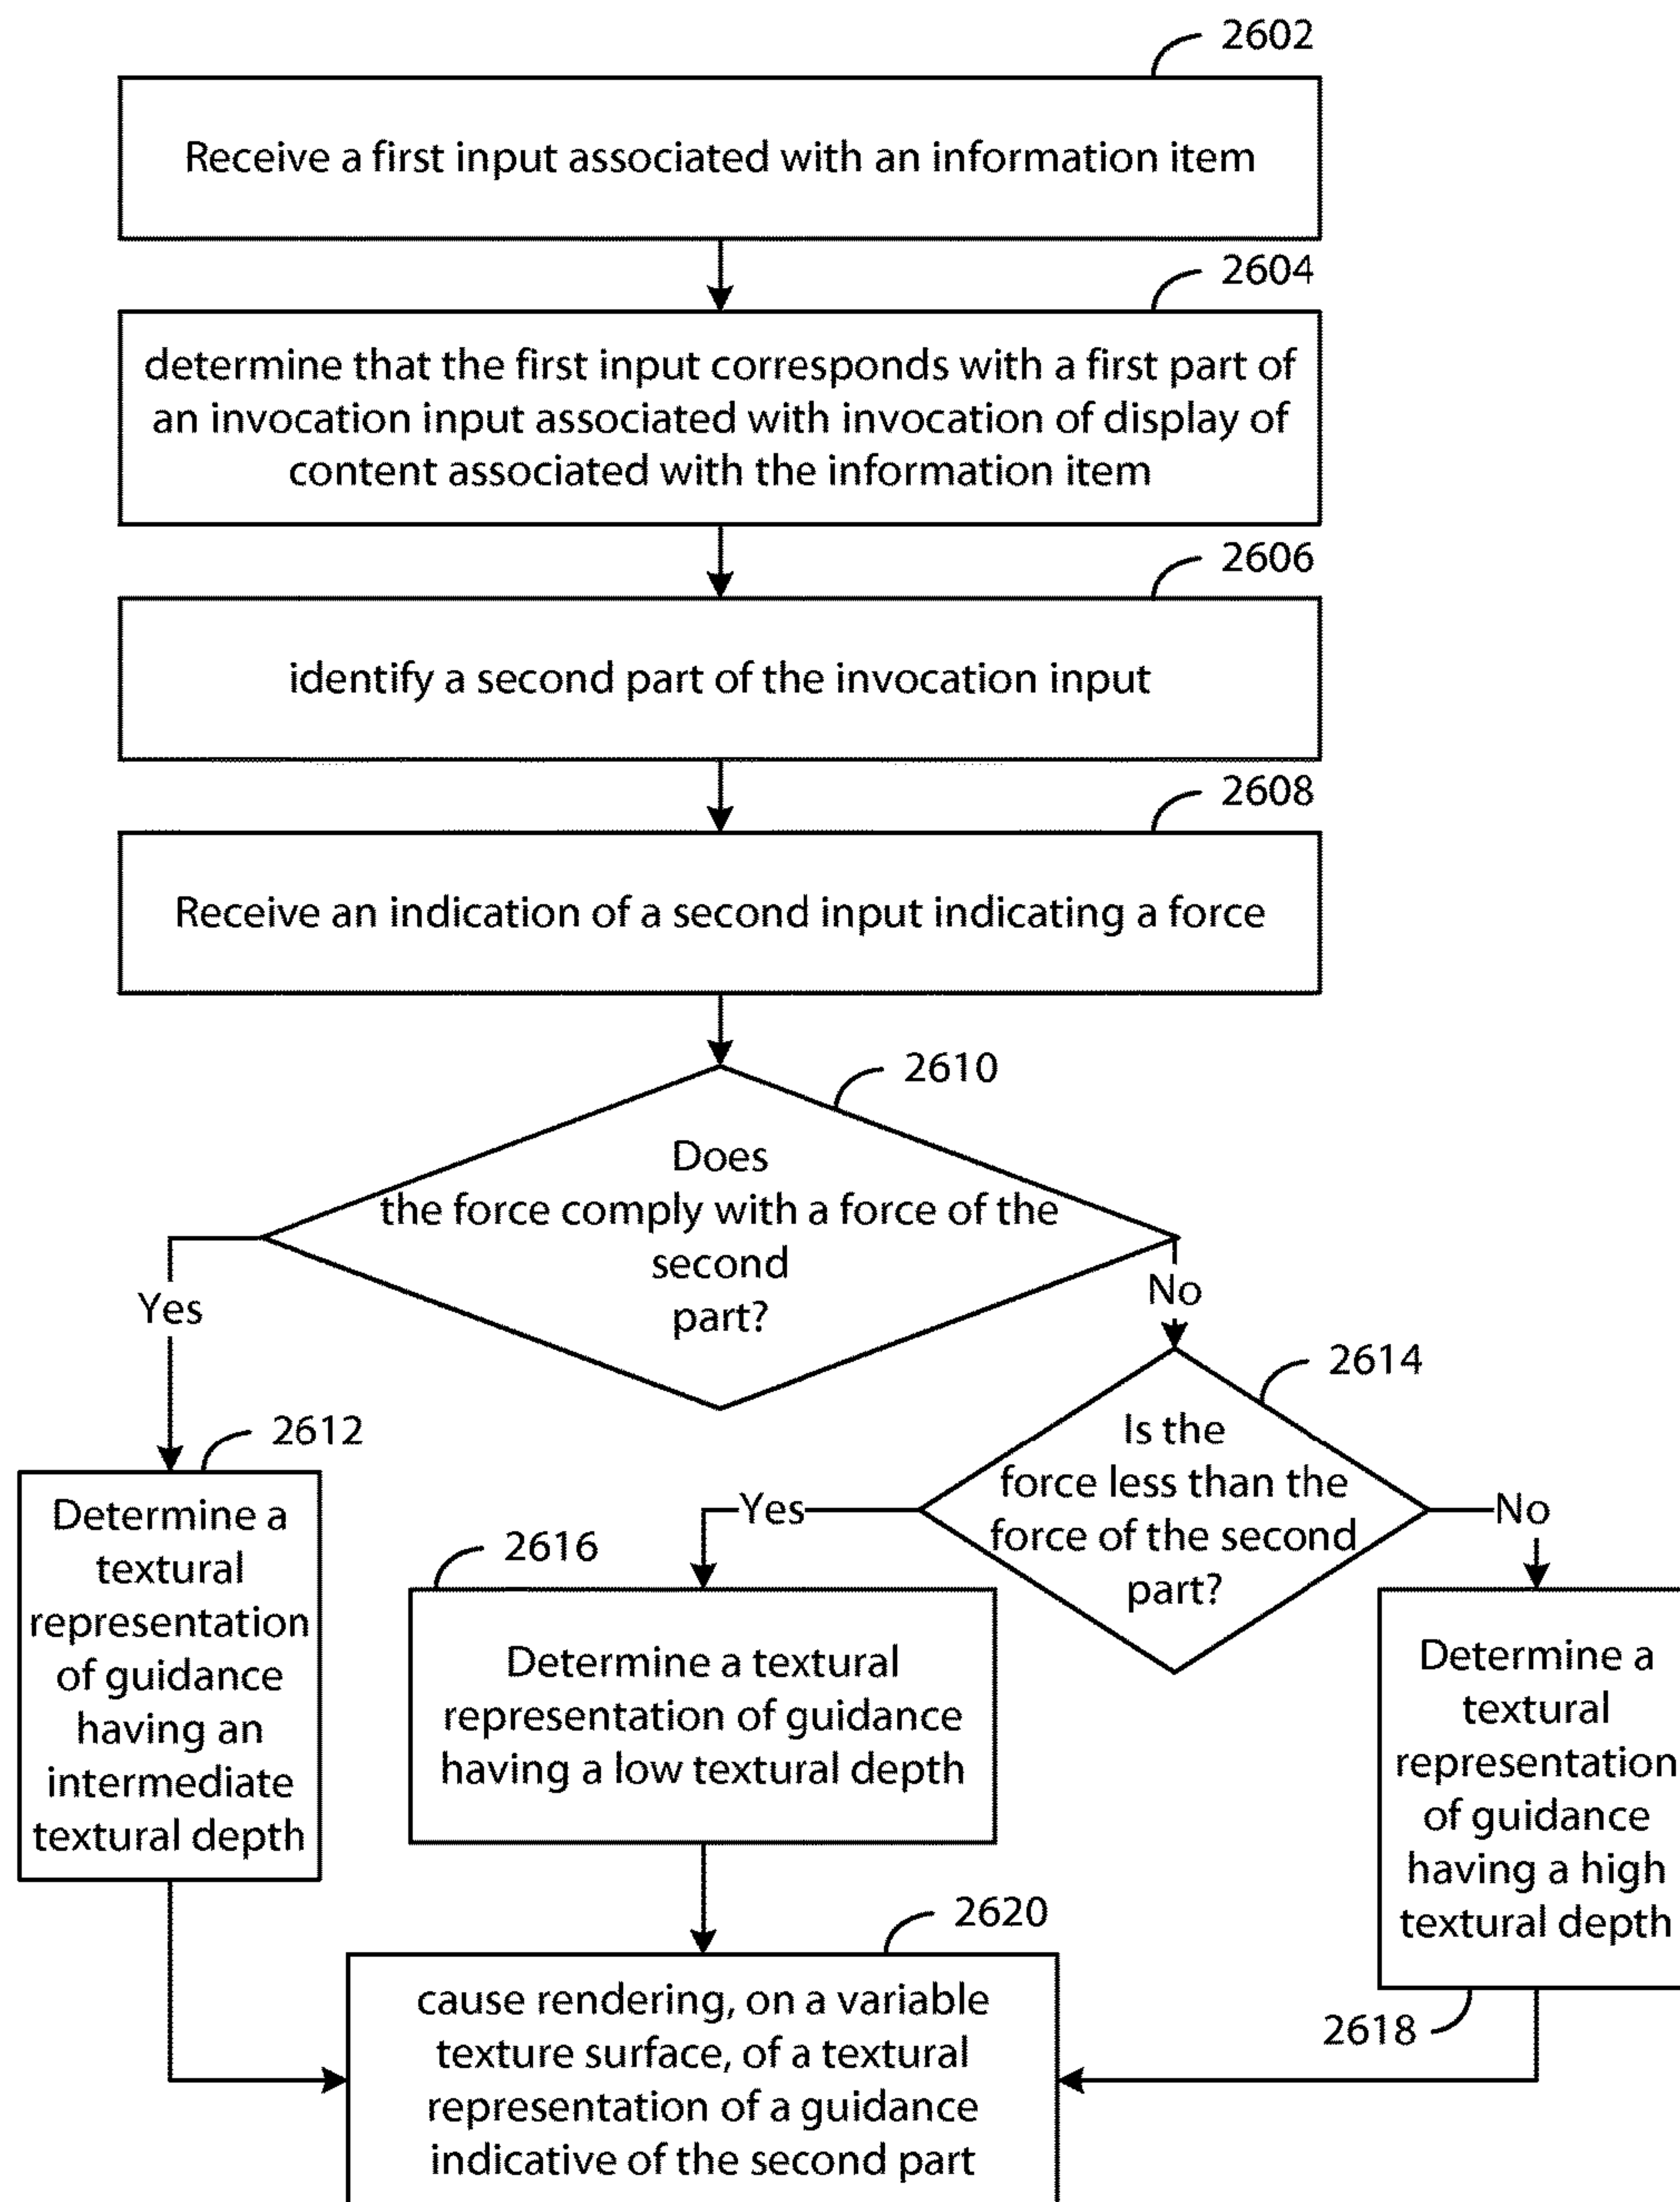 2602
Receive a first input associated with an information item
2604
determine that the first input corresponds with a first part of
an invocation input associated with invocation of display of
content associated with the information item
2606
identify a second part of the invocation input
2608
Receive an indication of a second input indicating a force
2610
Does
the force comply with a force of the
second
part?
Yes
No
2612
Determine a
textural
representation
of guidance
having an
intermediate
textural depth
2614
Is the
force less than the
force of the second
part?
Yes
No
2616
Determine a textural
representation of guidance
having a low textural depth
Determine a
textural
representation
of guidance
having a high
textural depth
2618
2620
cause rendering, on a variable
texture surface, of a textural
representation of a guidance
indicative of the second part